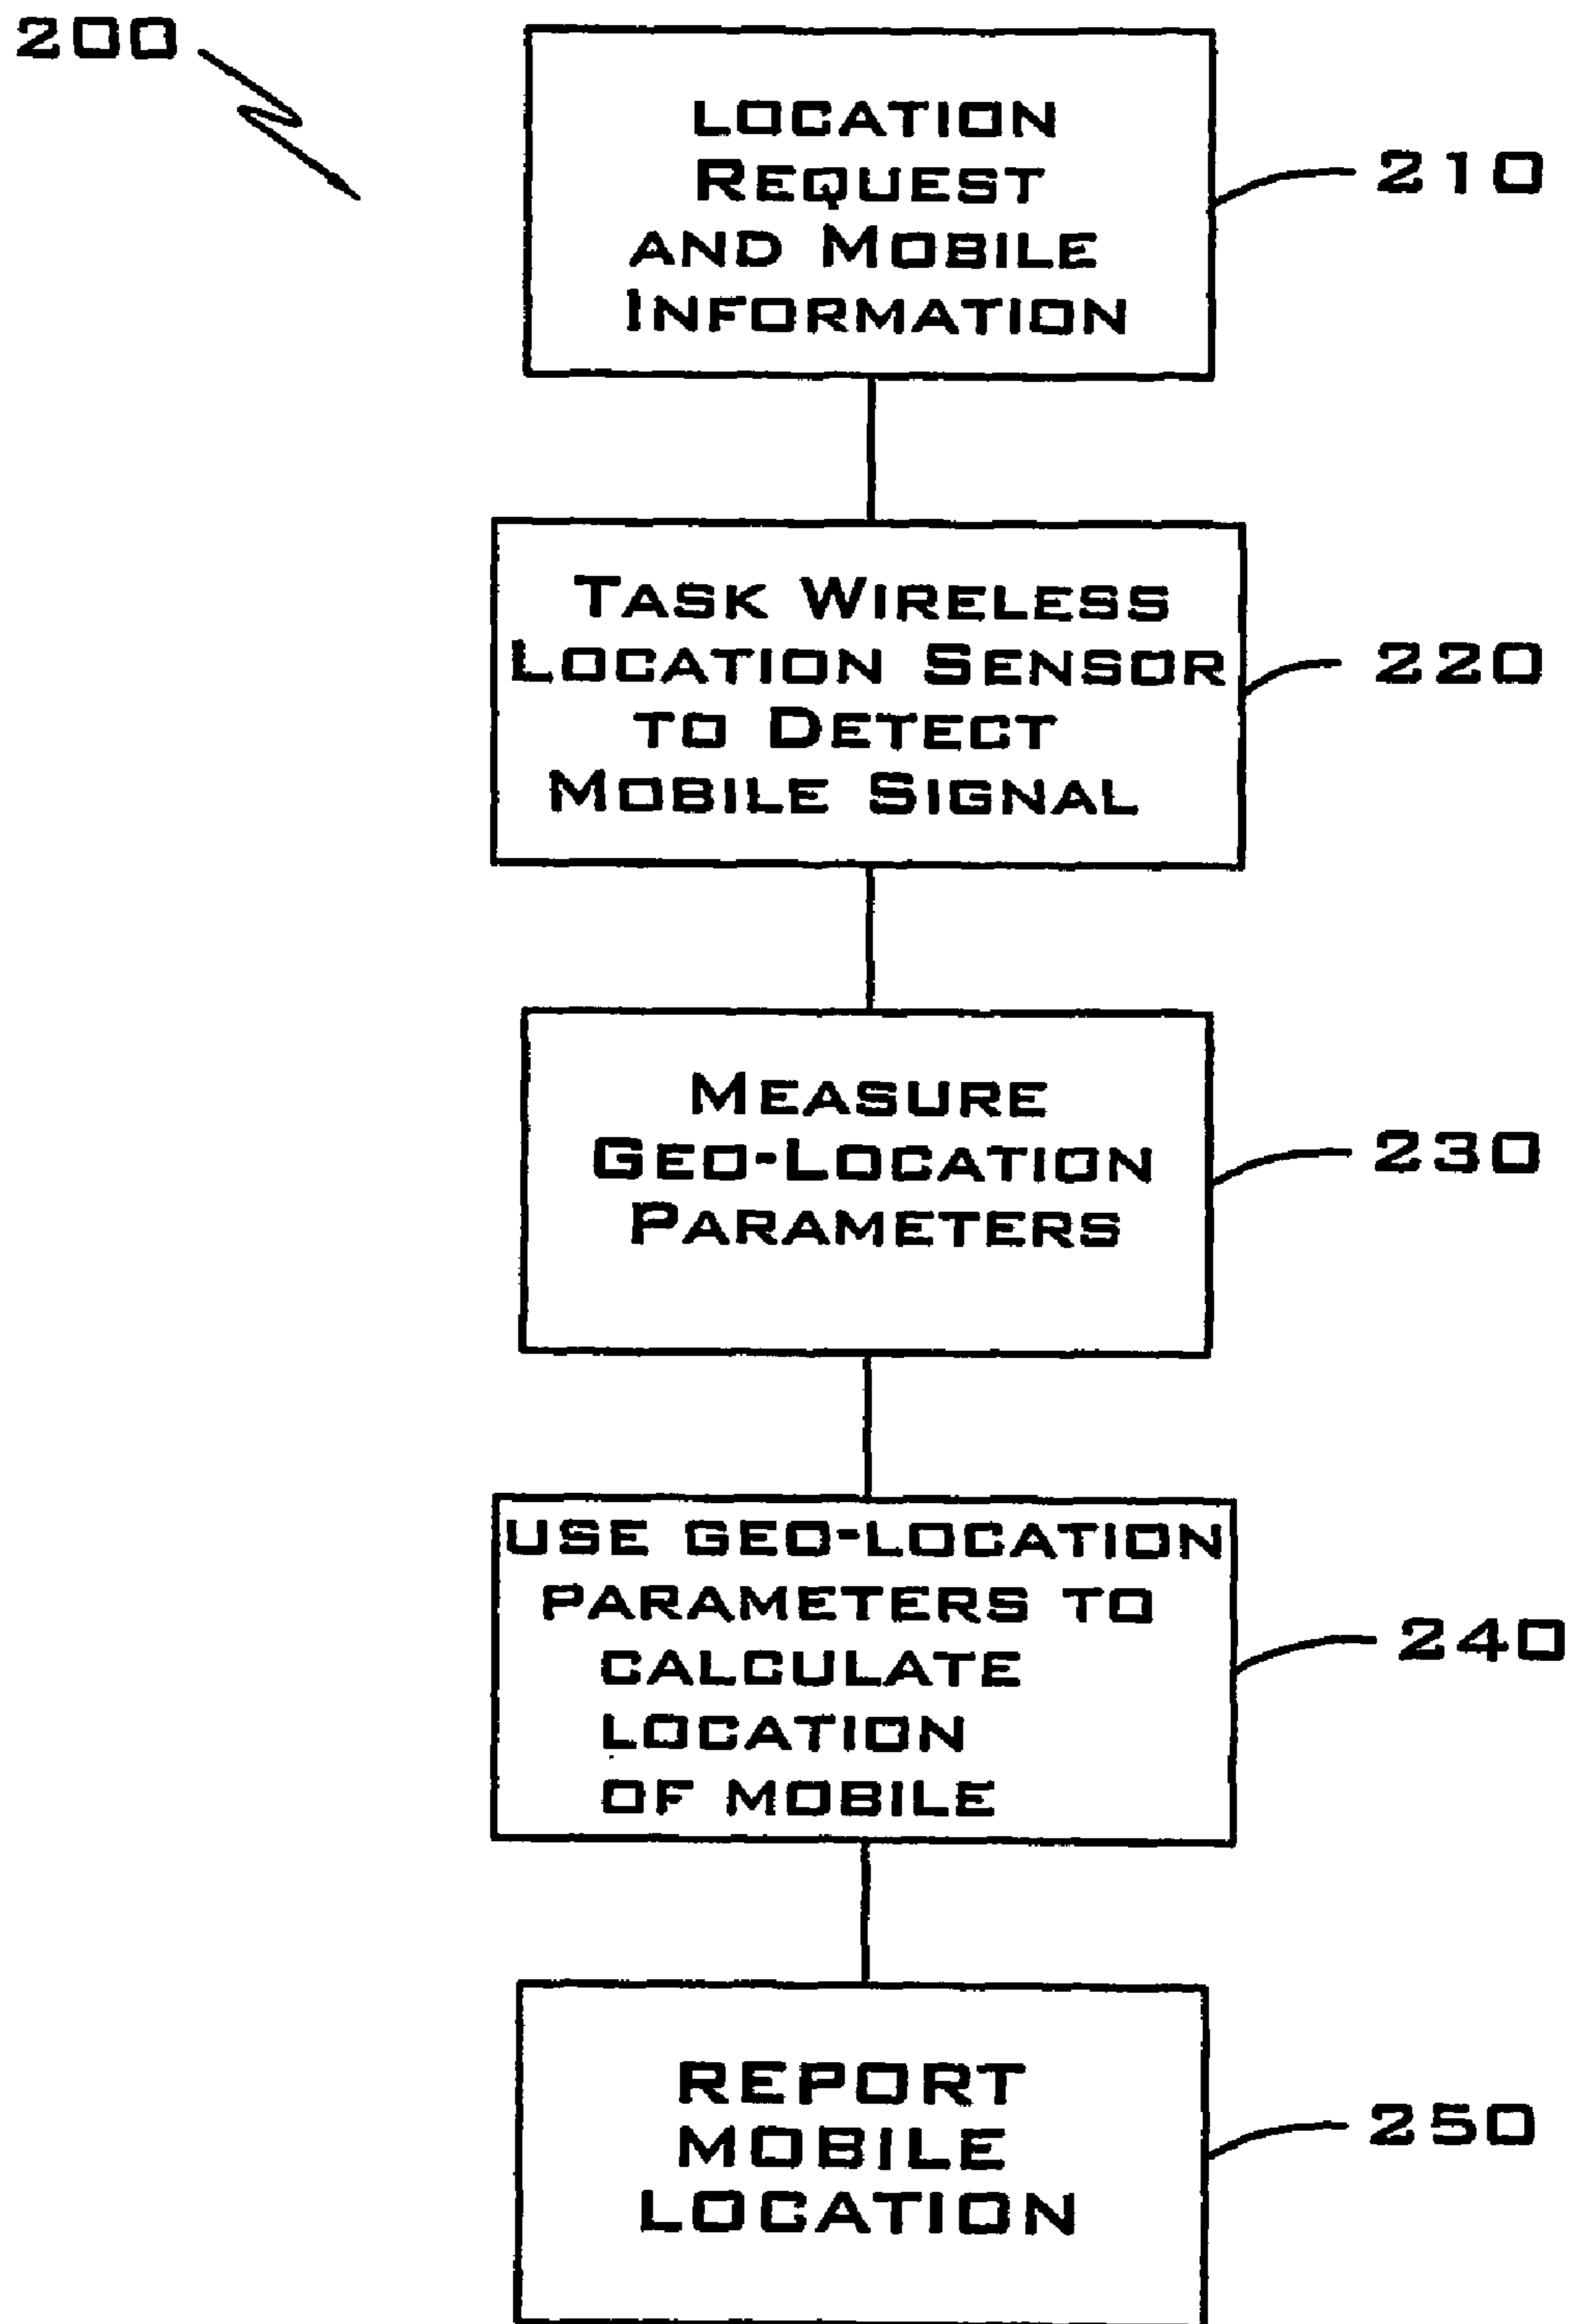 200
LOCATION
REQUEST
AND MOBILE
INFORMATION
210
TASK WIRELESS
LOCATION SENSOR
TO DETECT
MOBILE SIGNAL
220
MEASURE
GEO-LOCATION
PARAMETERS
230
USE GEO-LOCATION
PARAMETERS TO
CALCULATE
LOCATION
OF MOBILE
240
REPORT
MOBILE
LOCATION
250